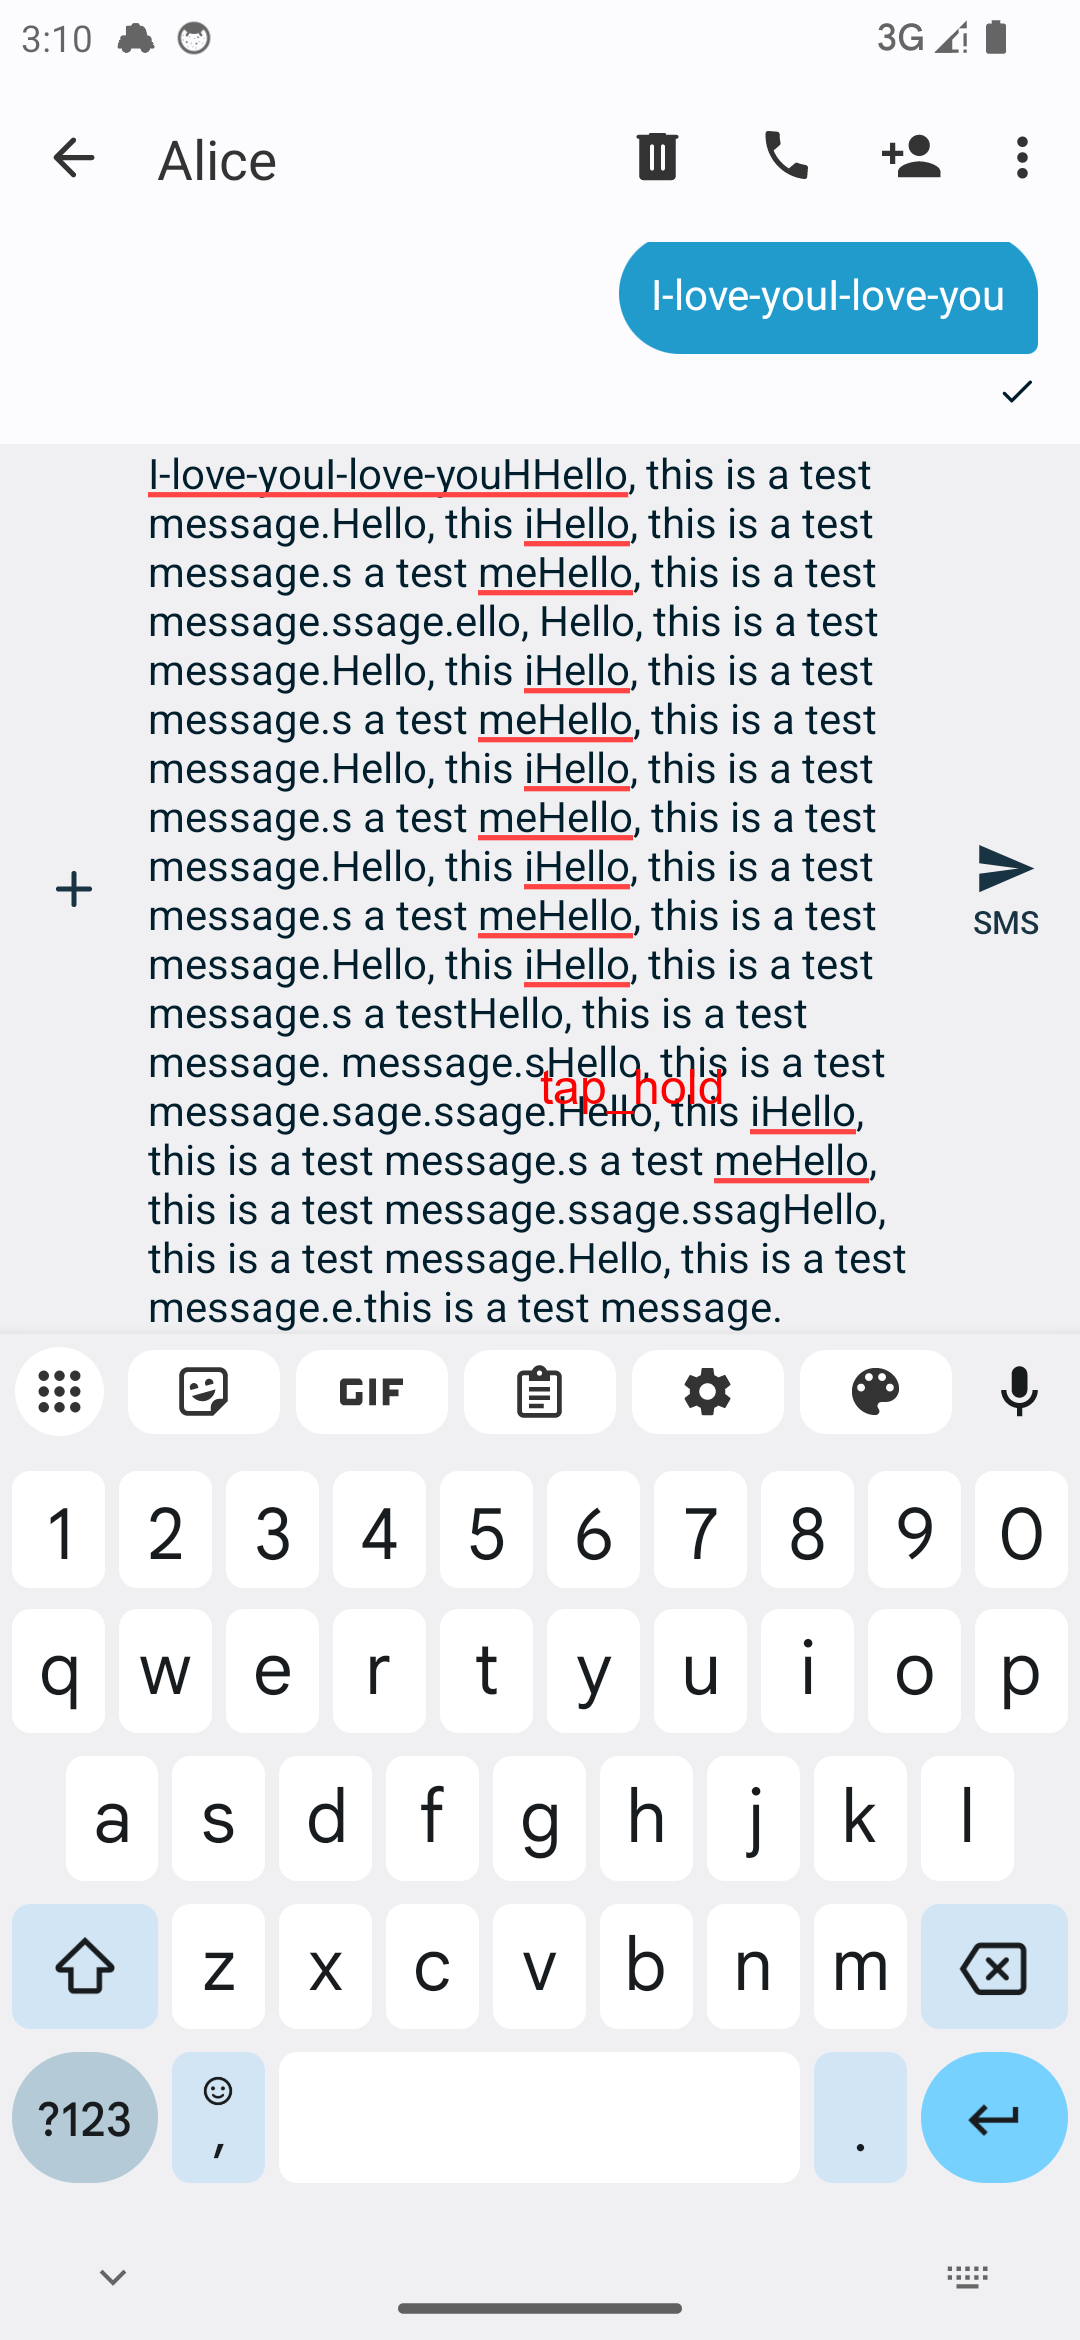 3:10
3G
Alice
I-love-youI-love-you
I-love-youI-love-youHHello, this is a test
message.Hello, this iHello, this is a test
message.s a test meHello, this is a test
message.ssage.ello, Hello, this is a test
message.Hello, this iHello, this is a test
message.s a test meHello, this is a test
message.Hello, this iHello, this is a test
message.s a test meHello, this is a test
message.Hello, this iHello, this is a test
message.s a test meHello, this is a test
message.Hello, this iHello, this is a test
message.s a testHello, this is a test
message. message.sHello, this is a test
tap_hold
message.sage.ssage.Hello, this iHello,
this is a test message.s a test meHello,
this is a test message.ssage.ssagHello,
this is a test message.Hello, this is a test
message.e.this is a test message.
SMS
GIF
1 2 3 4 5 6 7 8 9 0
q w e r t y u i o p
a s d f g h j k l
z x c v b n m
?123 , .